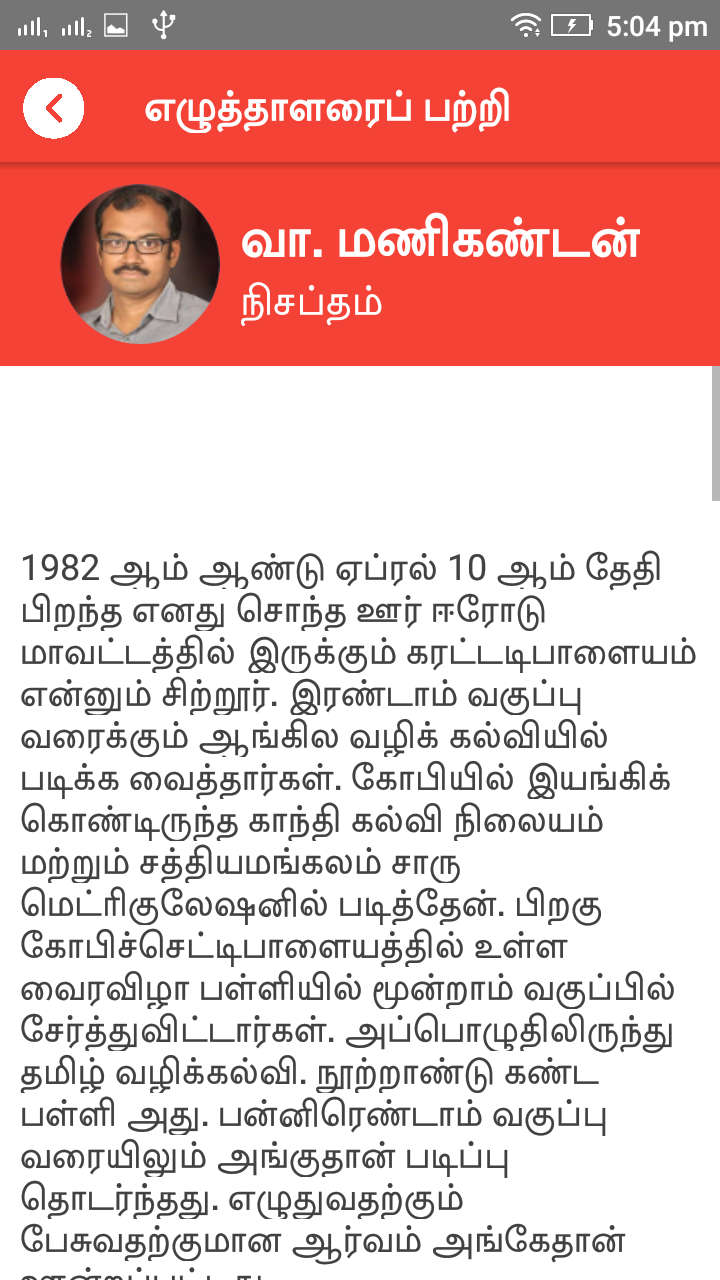 5:04 pm
எழுத்தாளரைப் பற்றி
வா. மணிகண்டன்
நிசப்தம்
1982 ஆம் ஆண்டு ஏப்ரல் 10 ஆம் தேதி
பிறந்த எனது சொந்த ஊர் ஈரோடு
மாவட்டத்தில் இருக்கும் கரட்டடிபாளையம்
என்னும் சிற்றூர். இரண்டாம் வகுப்பு
வரைக்கும் ஆங்கில வழிக் கல்வியில்
படிக்க வைத்தார்கள். கோபியில் இயங்கிக்
கொண்டிருந்த காந்தி கல்வி நிலையம்
மற்றும் சத்தியமங்கலம் சாரு
மெட்ரிகுலேஷனில் படித்தேன். பிறகு
கோபிச்செட்டிபாளையத்தில் உள்ள
வைரவிழா பள்ளியில் மூன்றாம் வகுப்பில்
சேர்த்துவிட்டார்கள். அப்பொழுதிலிருந்து
தமிழ் வழிக்கல்வி. நூற்றாண்டு கண்ட
பள்ளி அது. பன்னிரெண்டாம் வகுப்பு
வரையிலும் அங்குதான் படிப்பு
தொடர்ந்தது. எழுதுவதற்கும்
பேசுவதற்குமான ஆர்வம் அங்கேதான்